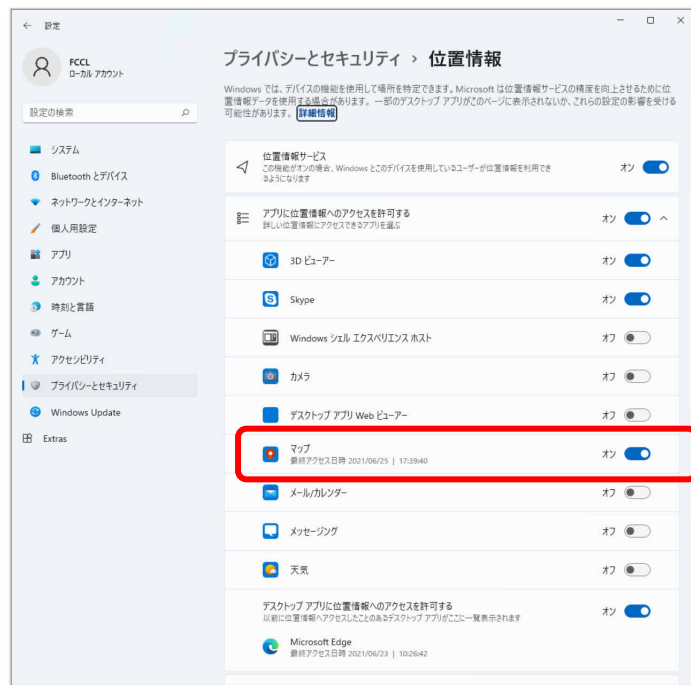 ← 設定
FCCL
ローカル アカウント
設定の検索
システム
Bluetooth とデバイス
ネットワークとインターネット
個人用設定
アプリ
アカウント
時刻と言語
ゲーム
アクセシビリティ
プライバシーとセキュリティ
Windows Update
Extras
プライバシーとセキュリティ › 位置情報
Windows では、デバイスの機能を使用して場所を特定できます。Microsoft は位置情報サービスの精度を向上させるために位
置情報データを使用する場合があります。一部のデスクトップ アプリがこのページに表示されないか、これらの設定の影響を受ける
可能性があります。 詳細情報
位置情報サービス
この機能がオンの場合、Windows とこのデバイスを使用しているユーザーが位置情報を利用でき
るようになります
オン
アプリに位置情報へのアクセスを許可する
詳しい位置情報にアクセスできるアプリを選ぶ
オン
3D ビューアー
オン
Skype
オン
Windows シェル エクスペリエンス ホスト
オフ
カメラ
オフ
デスクトップ アプリ Web ビューアー
オフ
マップ
最終アクセス日時 2021/06/25 | 17:39:40
オン
メール/カレンダー
オフ
メッセージング
オフ
天気
オフ
デスクトップ アプリに位置情報へのアクセスを許可する
以前に位置情報へアクセスしたことのあるデスクトップ アプリがここに一覧表示されます
オン
Microsoft Edge
最終アクセス日時 2021/06/23 | 10:26:42